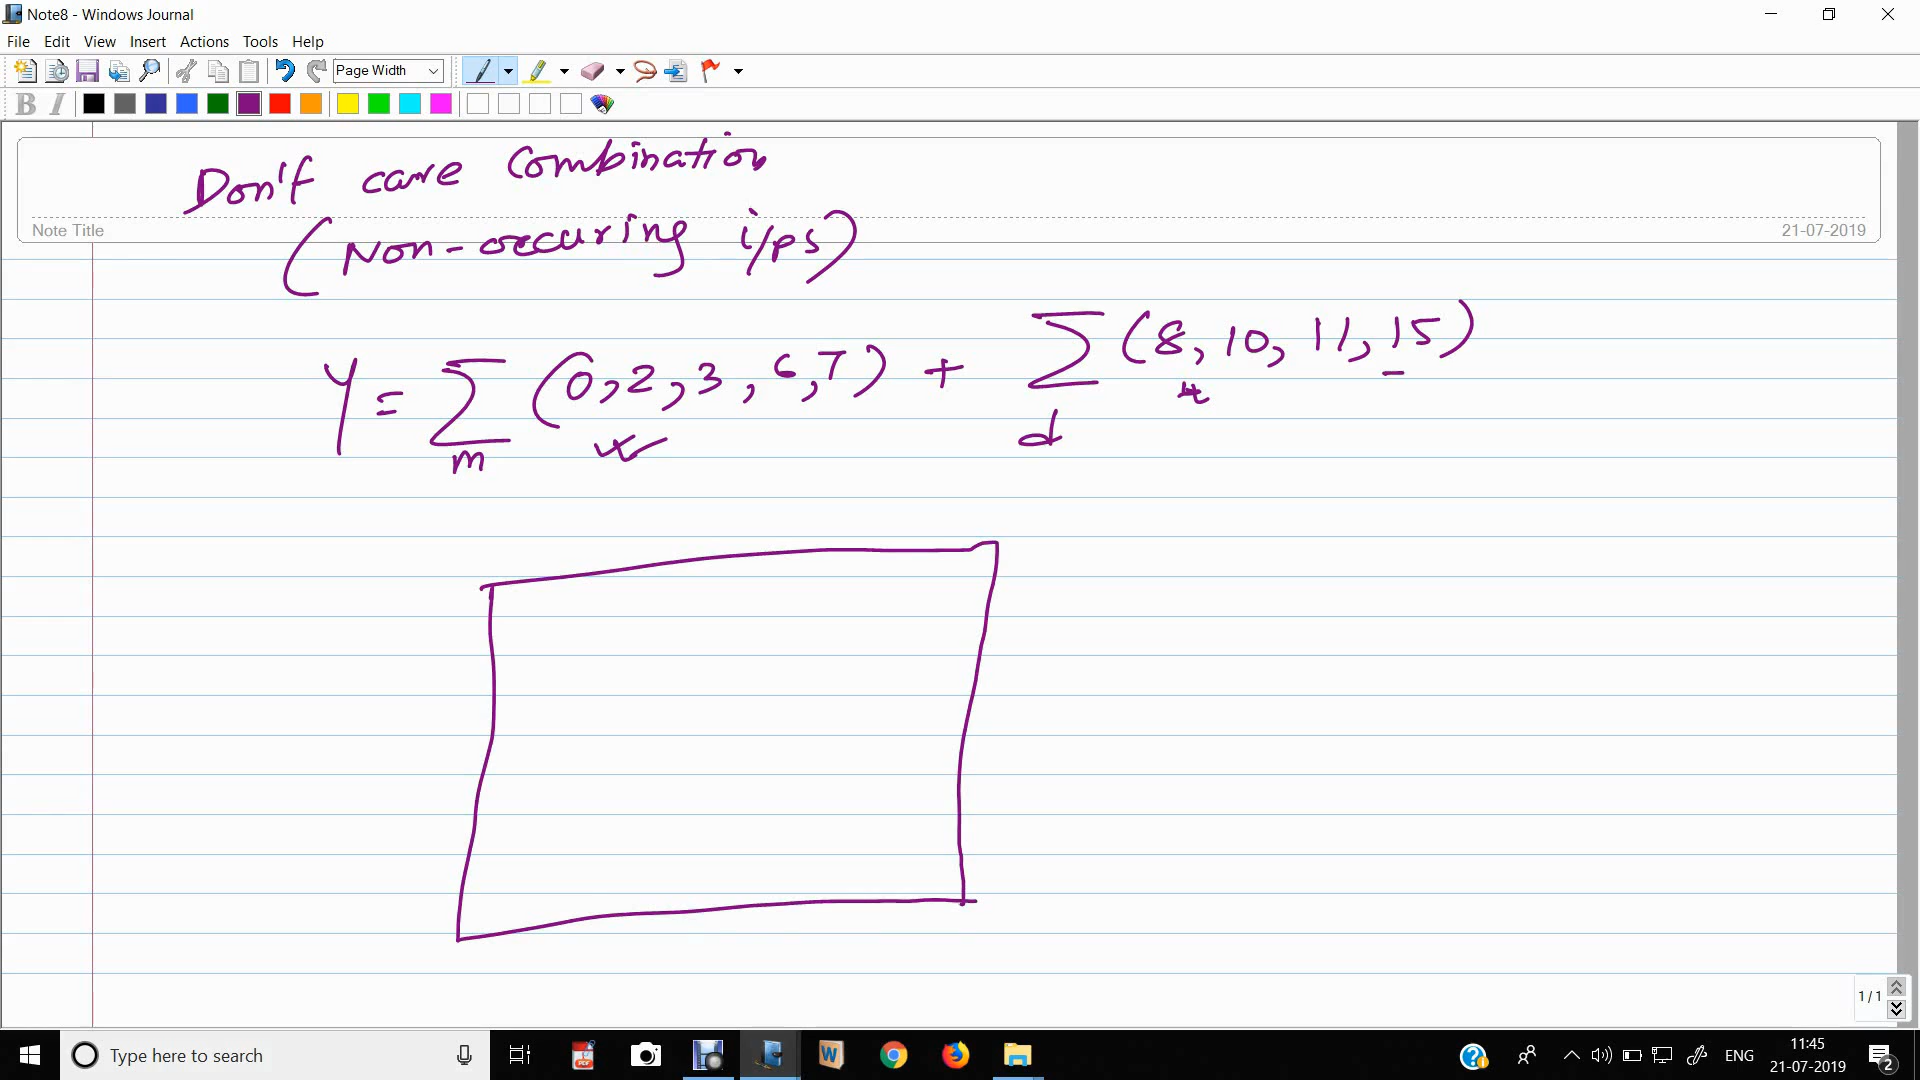 Note8 - Windows Journal
File Edit View Insert Actions Tools Help
Page Width
B I
Don't care Combination
Note Title
(Non-occuring i/ps)
21-07-2019
Y = ∑ (0, 2, 3, 6, 7) + ∑ (8, 10, 11, 15)
m d
1 / 1
Type here to search
ENG
11:45
21-07-2019
2